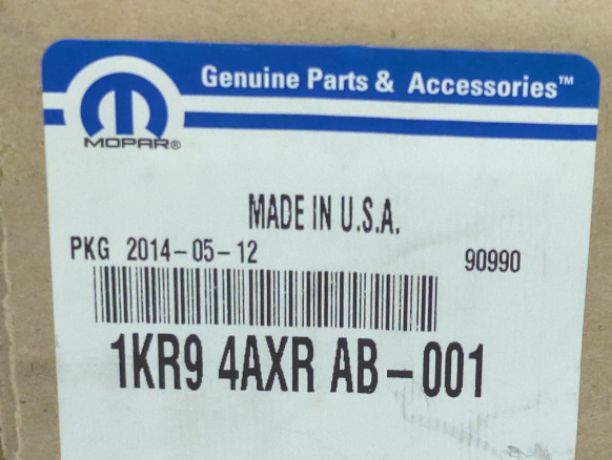 Genuine Parts & Accessories™
MOPAR®
MADE IN U.S.A.
PKG 2014-05-12 90990
1KR9 4AXR AB-001